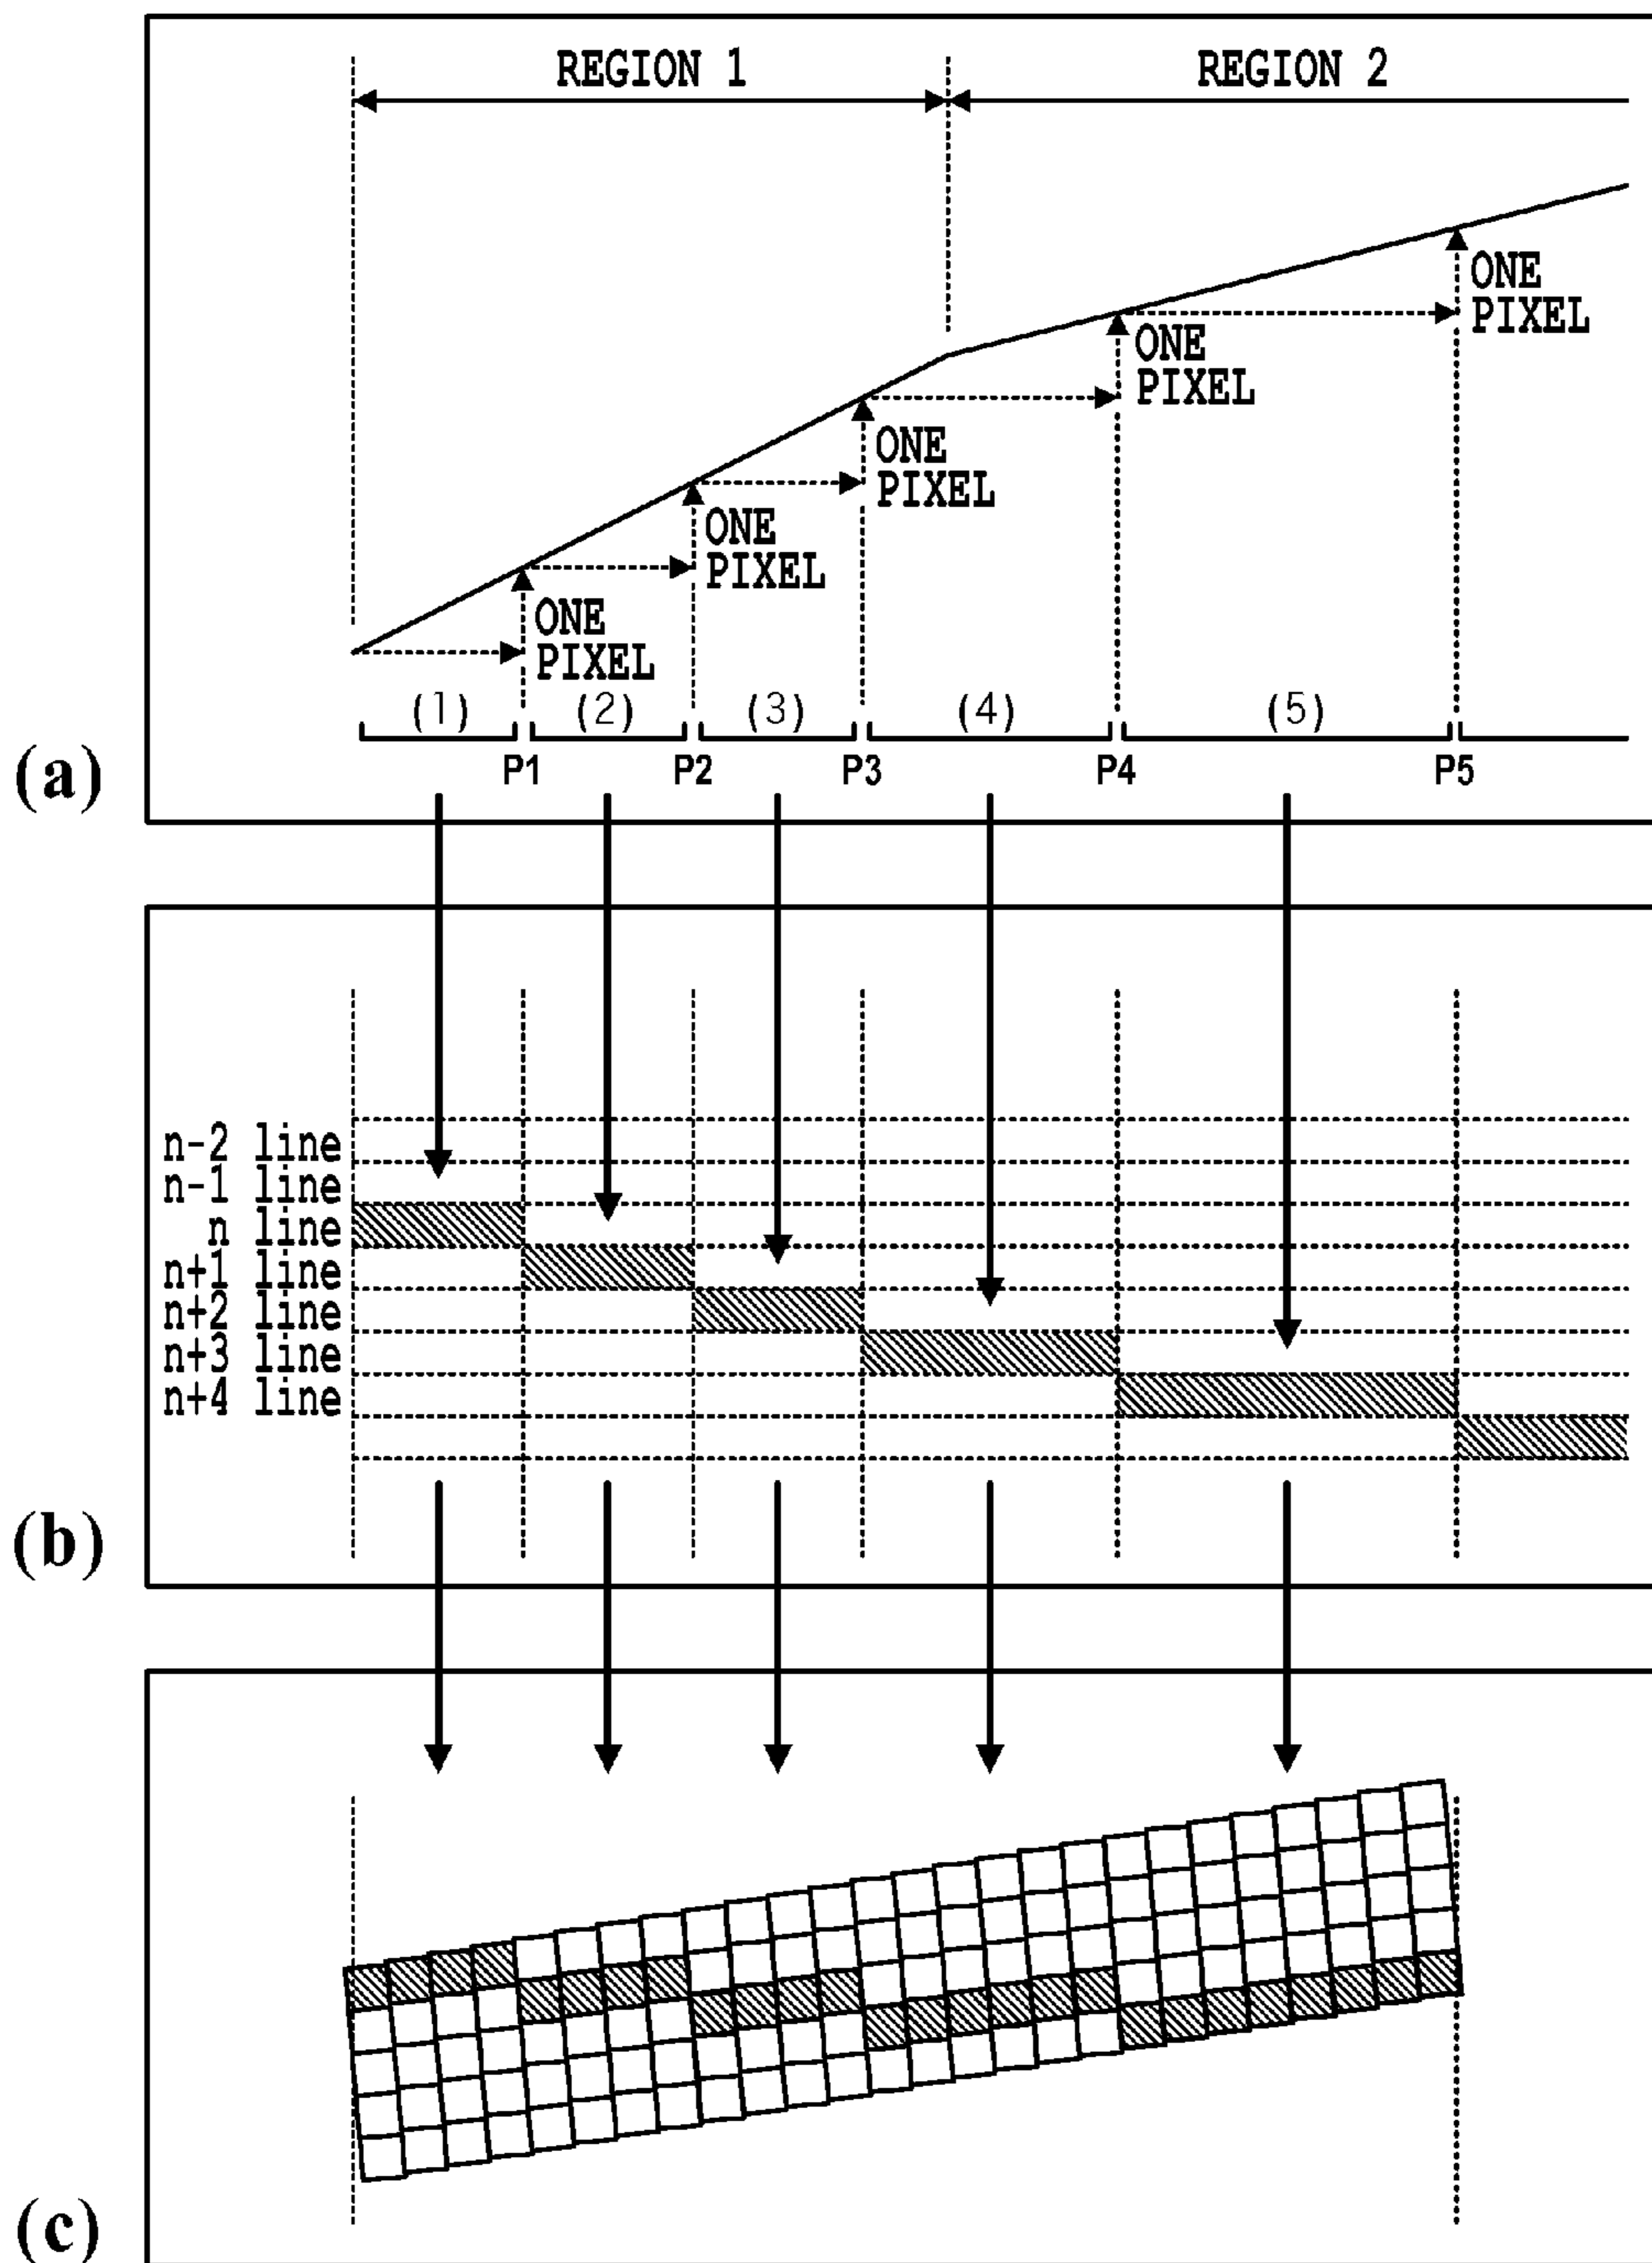 REGION 1
REGION 2
ONE
PIXEL
ONE
PIXEL
ONE
PIXEL
ONE
PIXEL
ONE
PIXEL
(1) (2) (3) (4) (5)
(a)
P1 P2 P3 P4 P5
n-2 line
n-1 line
n line
n+1 line
n+2 line
n+3 line
n+4 line
(b)
(c)